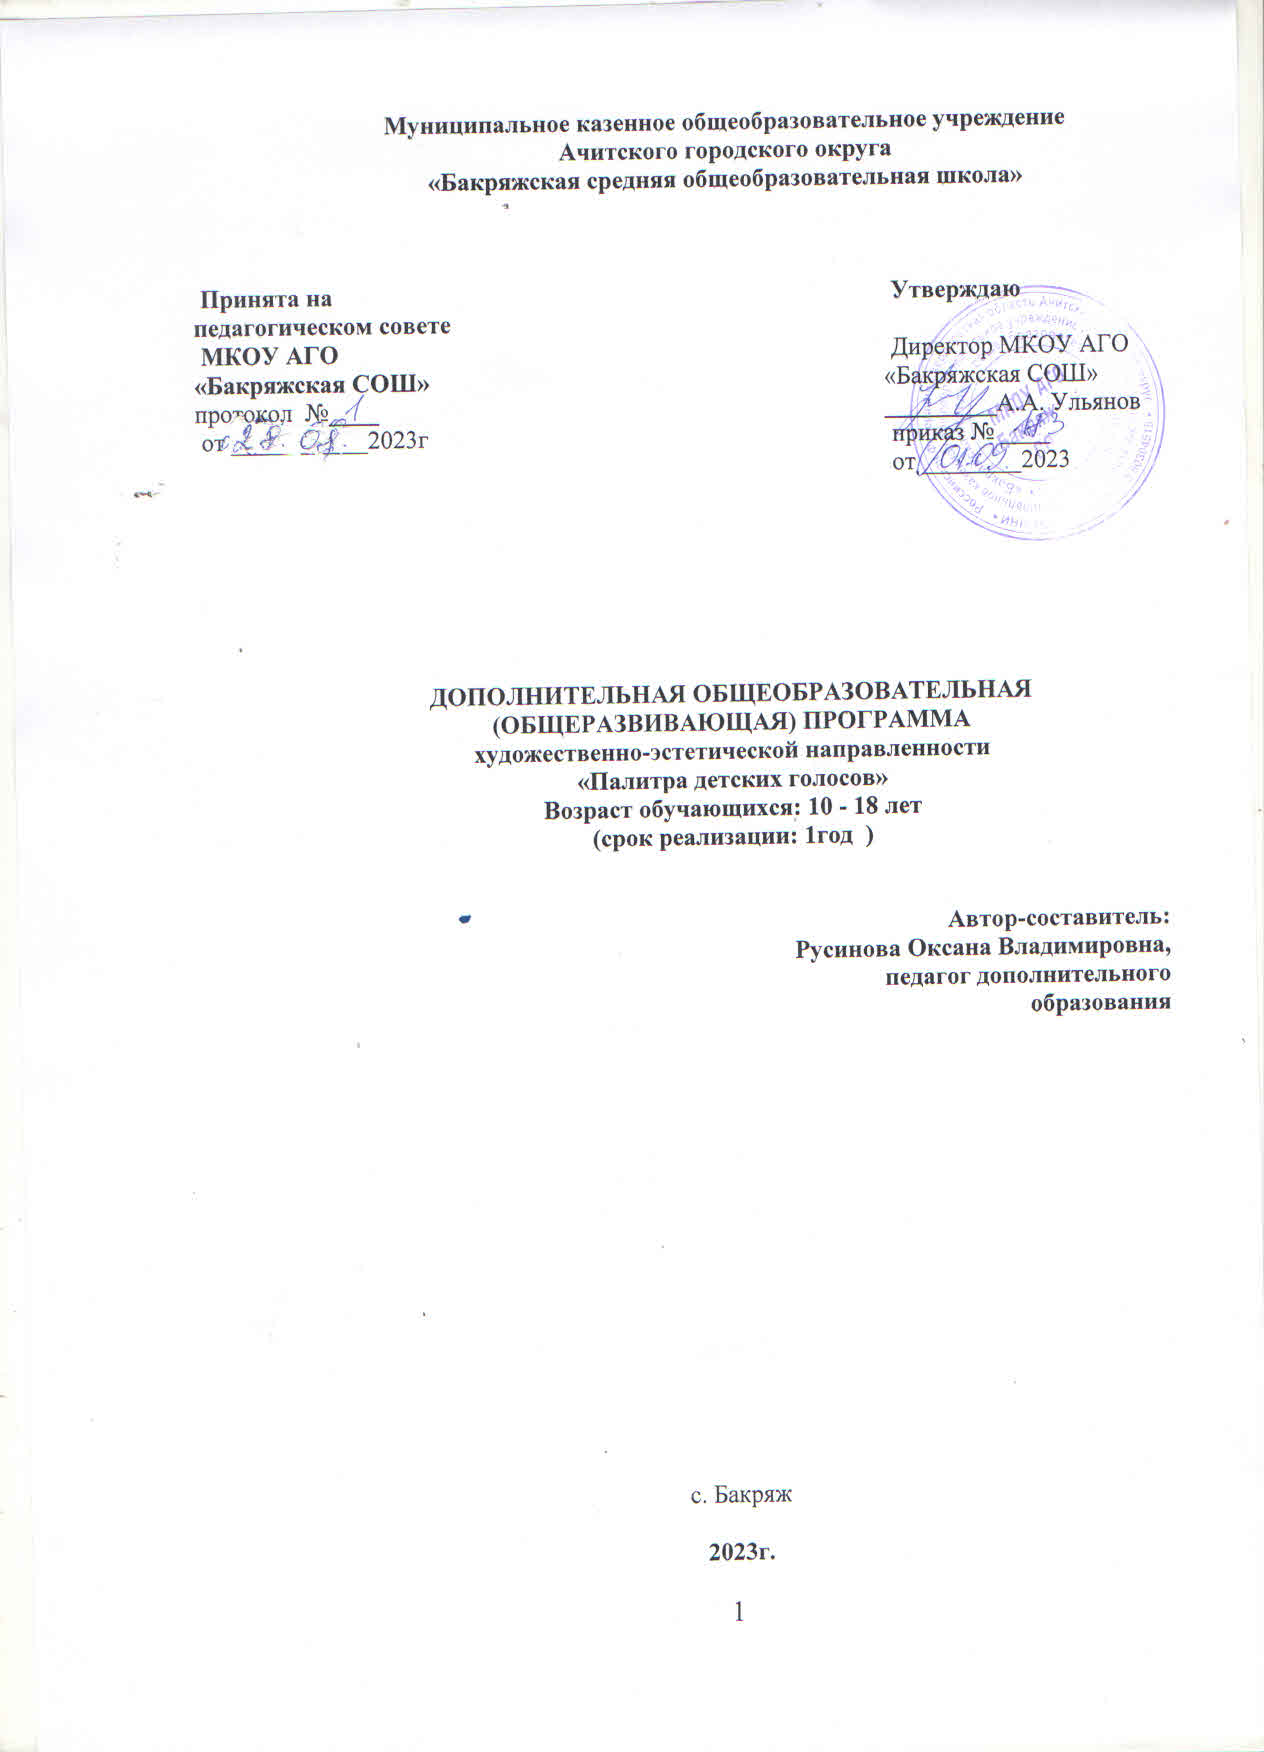 Муниципальное казенное общеобразовательное учреждение
Ачитского городского округа
«Бакряжская средняя общеобразовательная школа»
Принята на
педагогическом совете
МКОУ АГО
«Бакряжская СОШ»
протокол № 1
от 28. 08. 2023г
Утверждаю
Директор МКОУ АГО
«Бакряжская СОШ»
А.А. Ульянов
приказ №
от 01.09. 2023
ДОПОЛНИТЕЛЬНАЯ ОБЩЕОБРАЗОВАТЕЛЬНАЯ
(ОБЩЕРАЗВИВАЮЩАЯ) ПРОГРАММА
художественно-эстетической направленности
«Палитра детских голосов»
Возраст обучающихся: 10 - 18 лет
(срок реализации: 1год )
Автор-составитель:
Русинова Оксана Владимировна,
педагог дополнительного
образования
с. Бакряж
2023г.
1